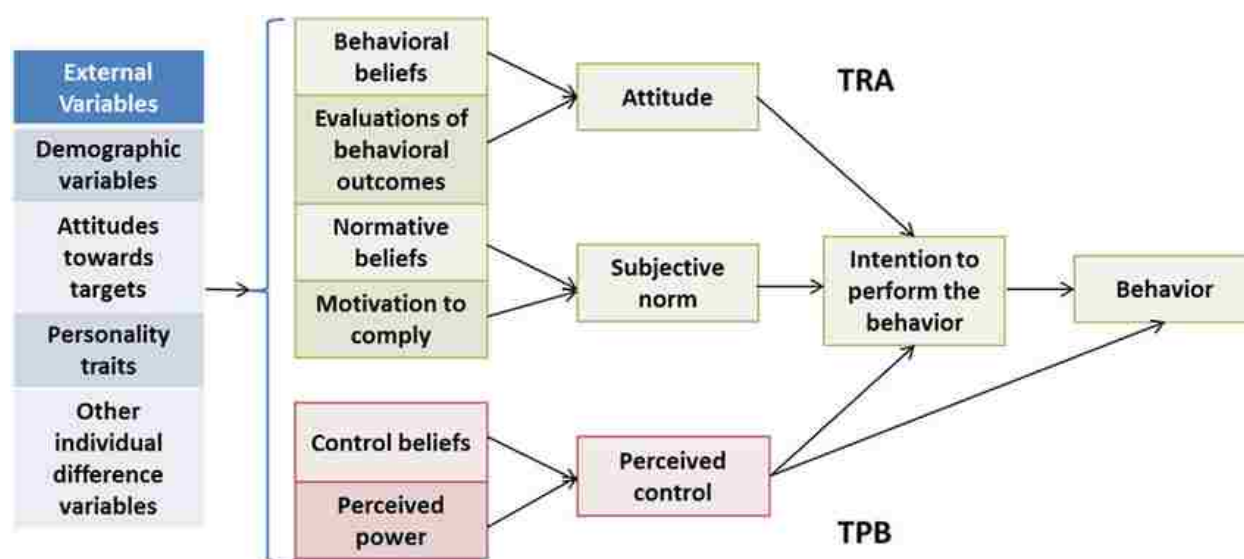 External
Variables
Demographic
variables
Attitudes
towards
targets
Personality
traits
Other
individual
difference
variables
Behavioral
beliefs
Evaluations of
behavioral
outcomes
Normative
beliefs
Motivation to
comply
Control beliefs
Perceived
power
Attitude
Subjective
norm
Perceived
control
TRA
Intention to
perform the
behavior
Behavior
TPB